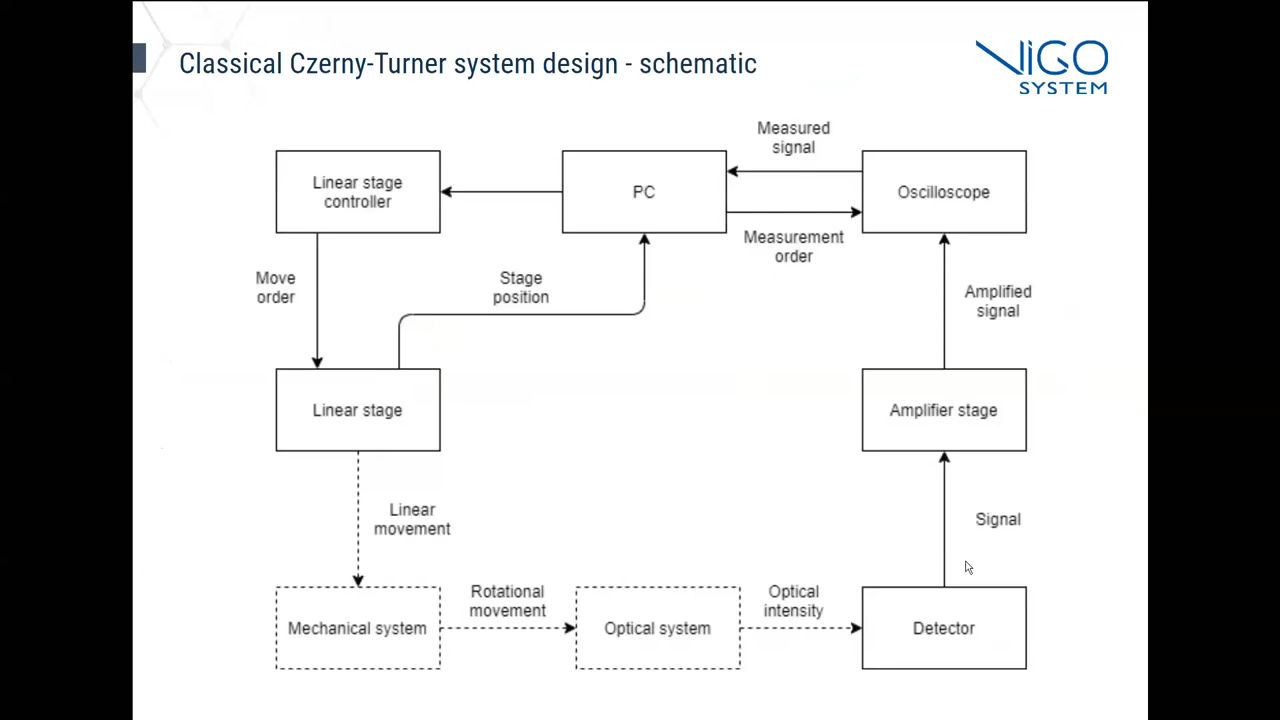 Classical Czerny-Turner system design - schematic
VIGO
SYSTEM
Measured
signal
Linear stage
controller
PC
Oscilloscope
Measurement
order
Move
order
Stage
position
Amplified
signal
Linear stage
Amplifier stage
Linear
movement
Signal
Rotational
movement
Optical
intensity
Mechanical system
Optical system
Detector